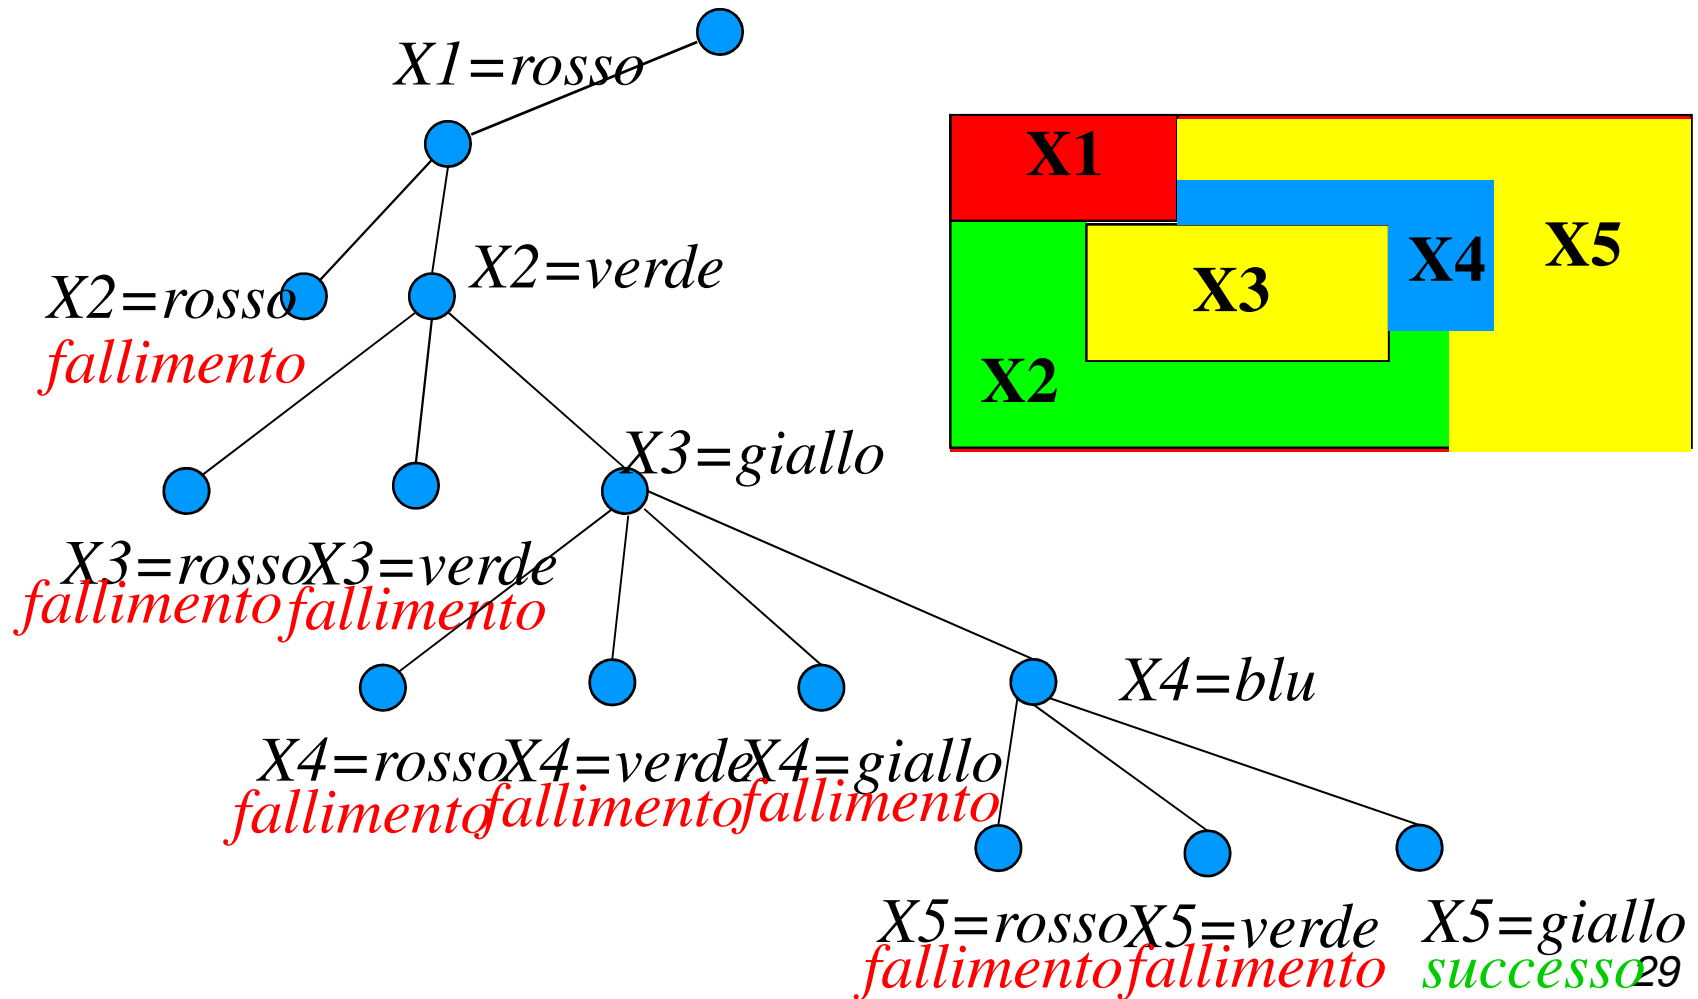 X1=rosso
X1
X5
X4
X2=verde
X3
X2=rosso
fallimento
X2
X3=giallo
X3=rosso X3=verde
fallimento fallimento
X4=blu
X4=rosso X4=verde X4=giallo
fallimento fallimento fallimento
X5=rosso X5=verde X5=giallo
fallimento fallimento successo 29